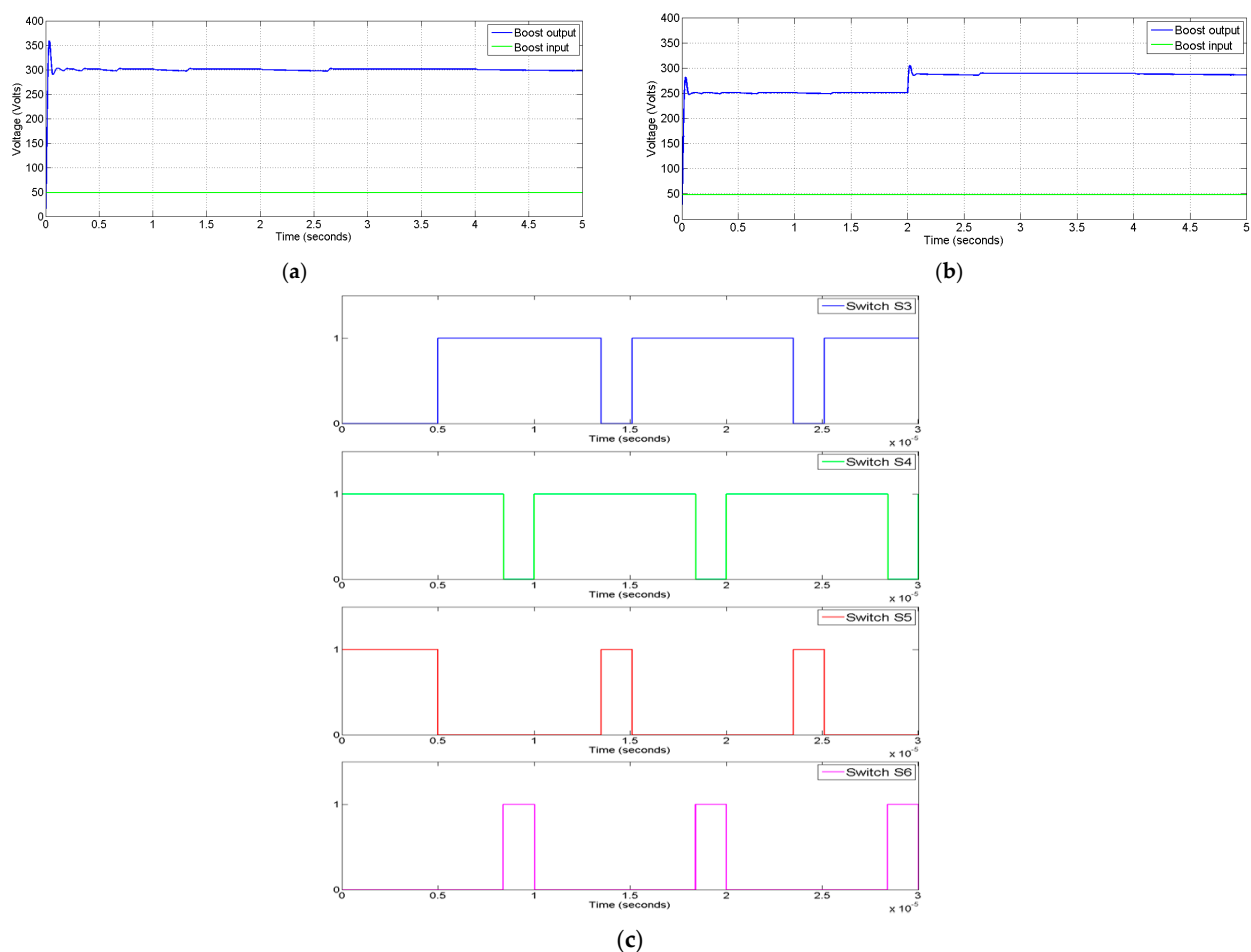 400
350
300
250
200
150
100
50
0
Voltage (Volts)
Boost output
Boost input
0 0.5 1 1.5 2 2.5 3 3.5 4 4.5 5
Time (seconds)
(a)
400
350
300
250
200
150
100
50
0
Voltage (Volts)
Boost output
Boost input
0 0.5 1 1.5 2 2.5 3 3.5 4 4.5 5
Time (seconds)
(b)
Switch S3
1
0
0 0.5 1 1.5 2 2.5 3
Time (seconds)
x 10-5
Switch S4
1
0
0 0.5 1 1.5 2 2.5 3
Time (seconds)
x 10-5
Switch S5
1
0
0 0.5 1 1.5 2 2.5 3
Time (seconds)
x 10-5
Switch S6
1
0
0 0.5 1 1.5 2 2.5 3
Time (seconds)
x 10-5
(c)